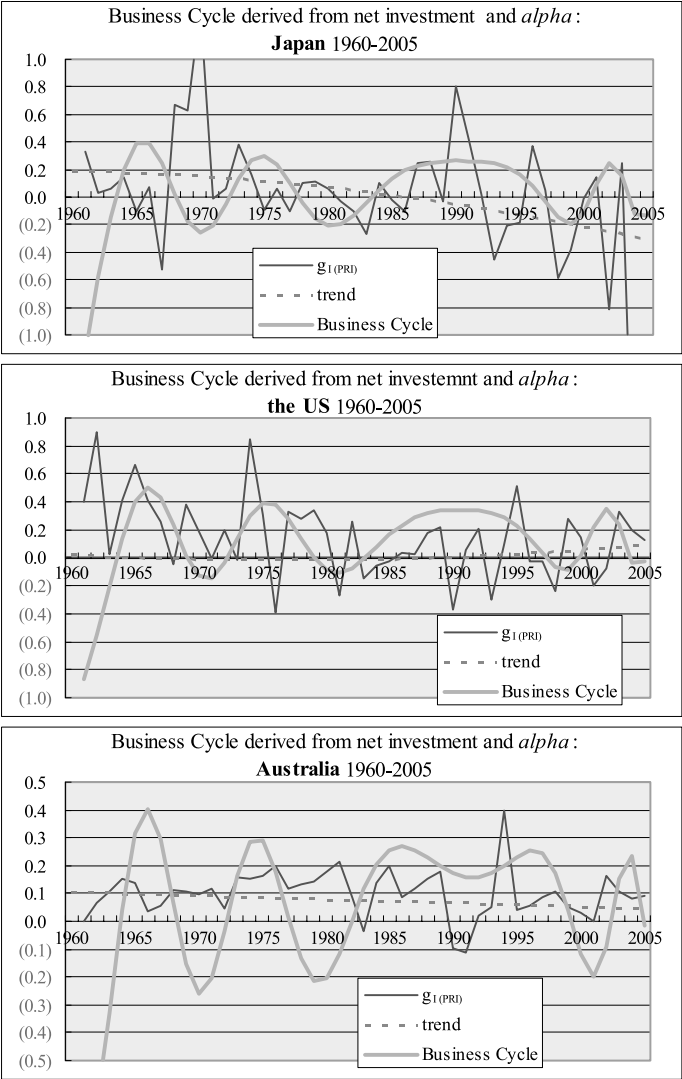 Business Cycle derived from net investment and alpha:
Japan 1960-2005
1.0
0.8
0.6
0.4
0.2
0.0
1960 1965 1970 1975 1980 1985 1990 1995 2000 2005
(0.2)
(0.4)
(0.6)
(0.8)
(1.0)
g I (PRI)
trend
Business Cycle
Business Cycle derived from net investemnt and alpha:
the US 1960-2005
1.0
0.8
0.6
0.4
0.2
0.0
1960 1965 1970 1975 1980 1985 1990 1995 2000 2005
(0.2)
(0.4)
(0.6)
(0.8)
(1.0)
g I (PRI)
trend
Business Cycle
Business Cycle derived from net investment and alpha:
Australia 1960-2005
0.5
0.4
0.3
0.2
0.1
0.0
1960 1965 1970 1975 1980 1985 1990 1995 2000 2005
(0.1)
(0.2)
(0.3)
(0.4)
(0.5)
g I (PRI)
trend
Business Cycle